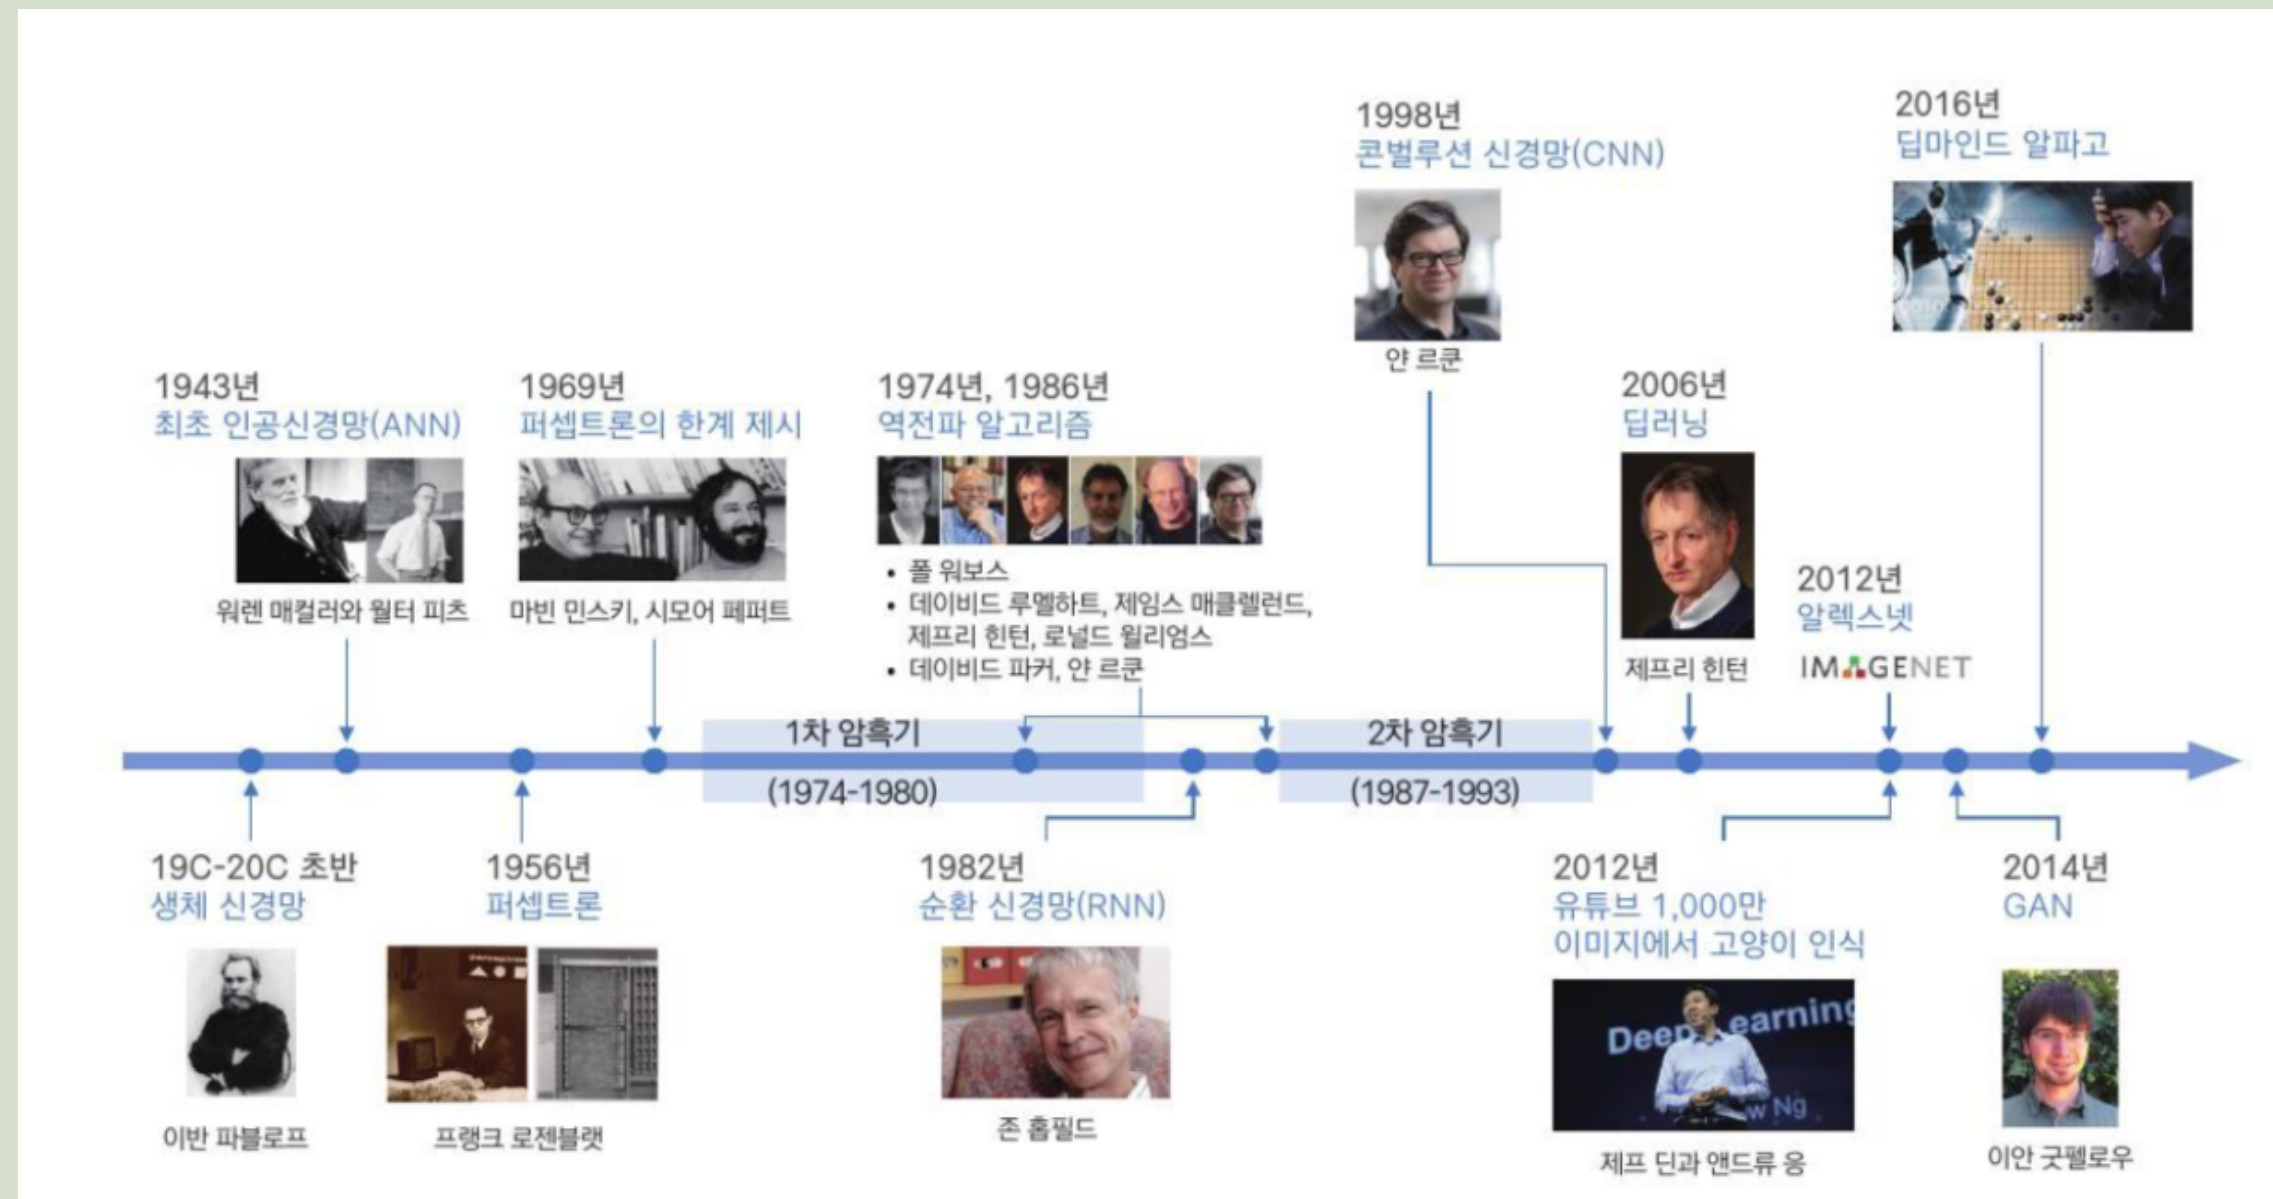 1998년
콘벌루션 신경망(CNN)
얀 르쿤
2016년
딥마인드 알파고
1943년
최초 인공신경망(ANN)
워렌 매컬러와 월터 피츠
1969년
퍼셉트론의 한계 제시
마빈 민스키, 시모어 페퍼트
1974년, 1986년
역전파 알고리즘
• 폴 워보스
• 데이비드 루멜하트, 제임스 매클렐런드,
제프리 힌턴, 로널드 윌리엄스
• 데이비드 파커, 얀 르쿤
2006년
딥러닝
제프리 힌턴
2012년
알렉스넷
IMAGENET
1차 암흑기
(1974-1980)
2차 암흑기
(1987-1993)
19C-20C 초반
생체 신경망
이반 파블로프
1956년
퍼셉트론
프랭크 로젠블랫
1982년
순환 신경망(RNN)
존 홉필드
2012년
유튜브 1,000만
이미지에서 고양이 인식
Deep earning
w Ng
제프 딘과 앤드류 응
2014년
GAN
이안 굿펠로우